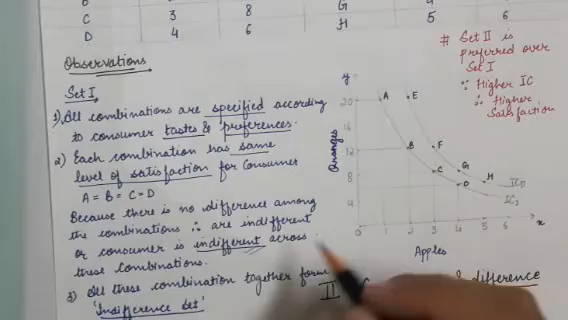 C 3 8 G
D 4 6 H 5 6
Observations
Set I
1) All combinations are specified according
to consumer tastes & preferences.
2) Each combination has same
level of satisfaction for consumer
A = B = C = D
Because there is no difference among
the combinations ∴ are indifferent
or consumer is indifferent across
these combinations.
3) All these combination together form
'Indifference Set'
II
difference
# Set II is
preferred over
Set I
∵ Higher IC
∴ Higher
Satisfaction
y
Oranges
20
16
12
8
4
0
1 2 3 4 5 6
x
Apples
A E
B F
C G
D H
IC₁